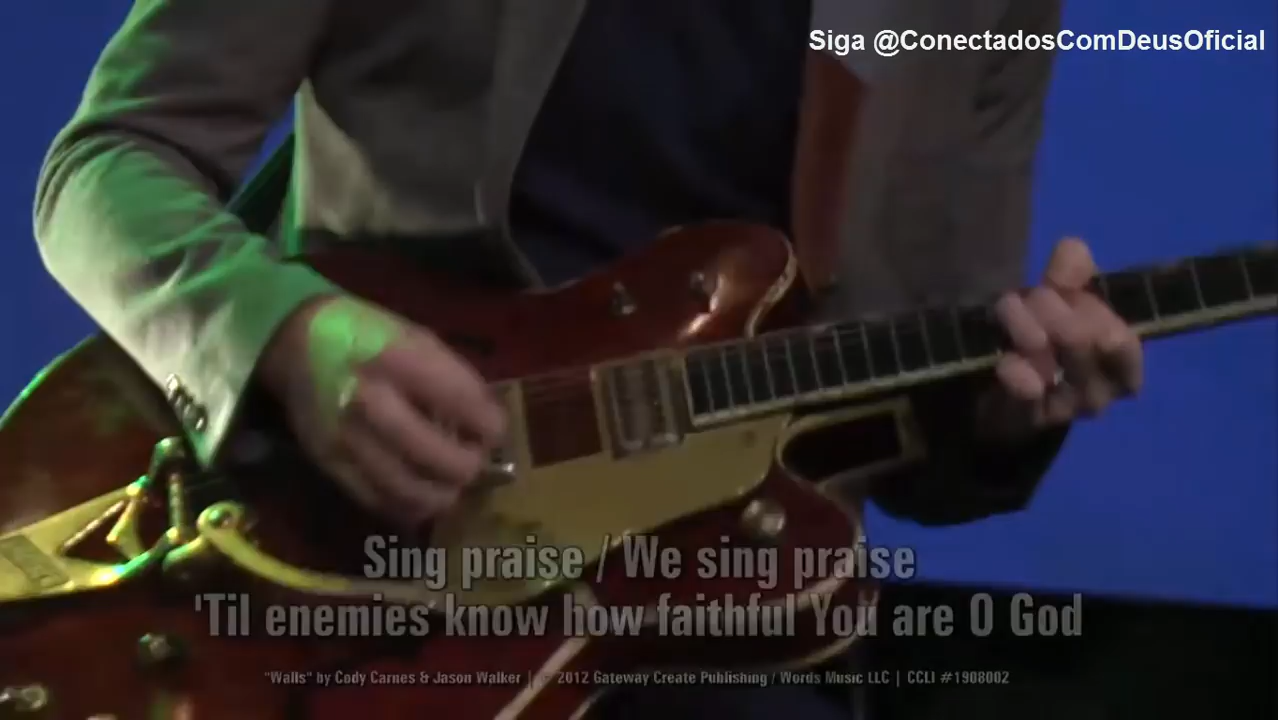 Siga @ConectadosComDeusOficial
Sing praise / We sing praise
'Til enemies know how faithful You are O God
"Walls" by Cody Carnes & Jason Walker | © 2012 Gateway Create Publishing / Words Music LLC | CCLI #1908002